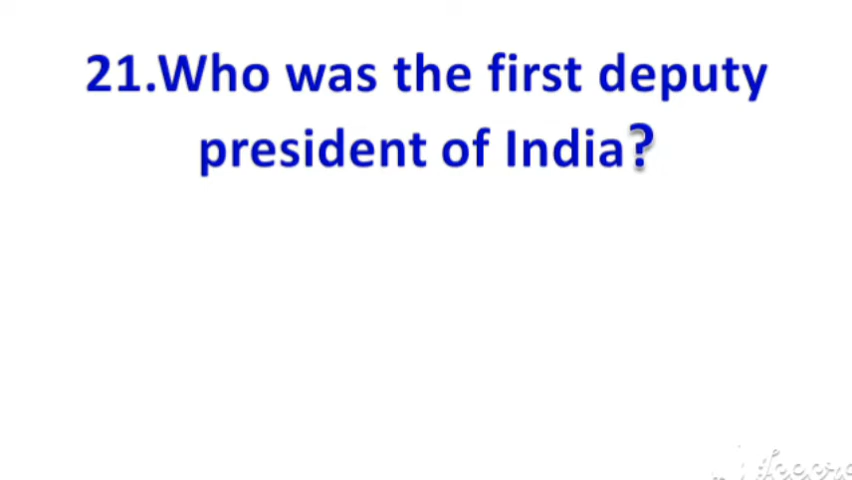 21.Who was the first deputy
president of India?